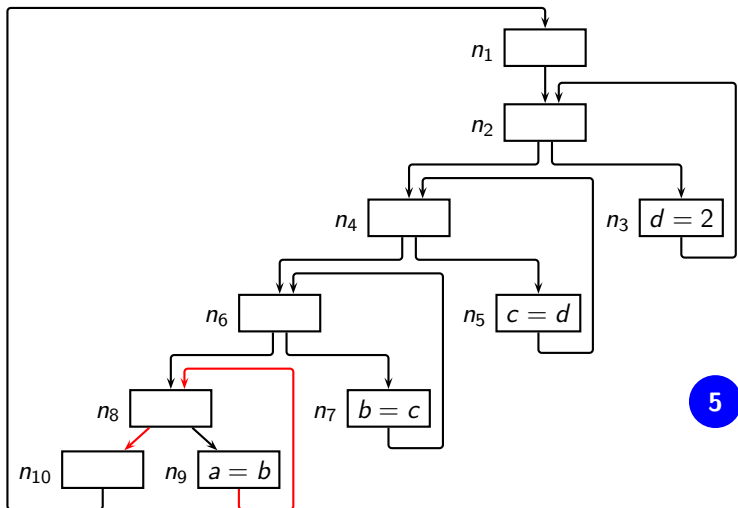 n1
n2
n4
n3 d = 2
n6
n5 c = d
n8
n7 b = c
5
n10
n9 a = b